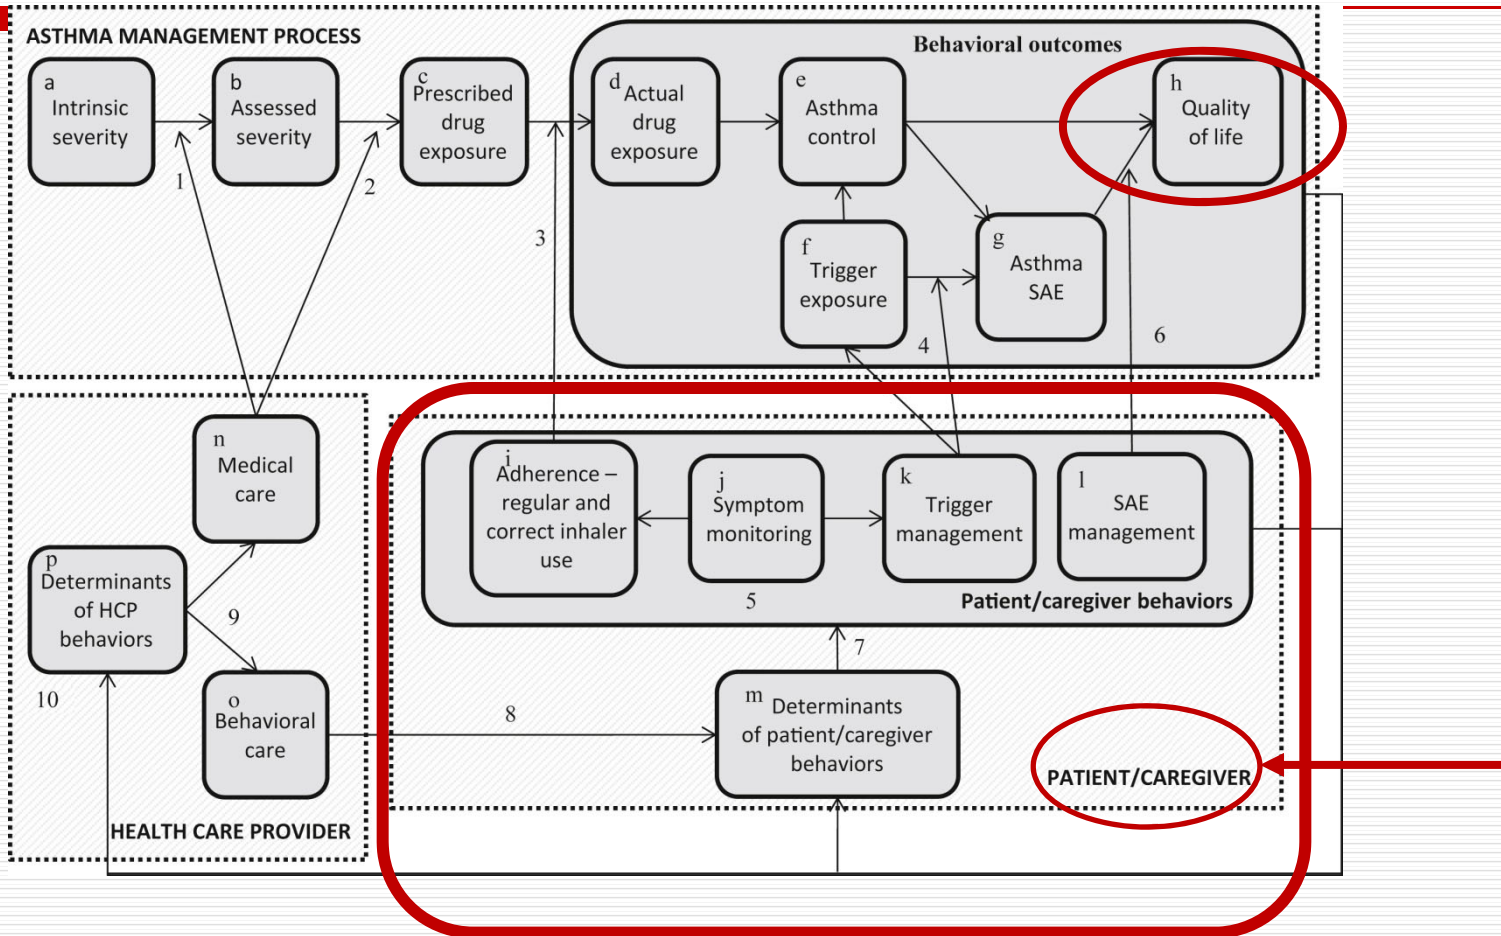 ASTHMA MANAGEMENT PROCESS
Behavioral outcomes
a
Intrinsic
severity
b
Assessed
severity
c
Prescribed
drug
exposure
d
Actual
drug
exposure
e
Asthma
control
h
Quality
of life
1
2
3
f
Trigger
exposure
g
Asthma
SAE
4
6
n
Medical
care
i
Adherence –
regular and
correct inhaler
use
j
Symptom
monitoring
k
Trigger
management
l
SAE
management
5
Patient/caregiver behaviors
p
Determinants
of HCP
behaviors
9
7
10
o
Behavioral
care
8
m
Determinants
of patient/caregiver
behaviors
PATIENT/CAREGIVER
HEALTH CARE PROVIDER